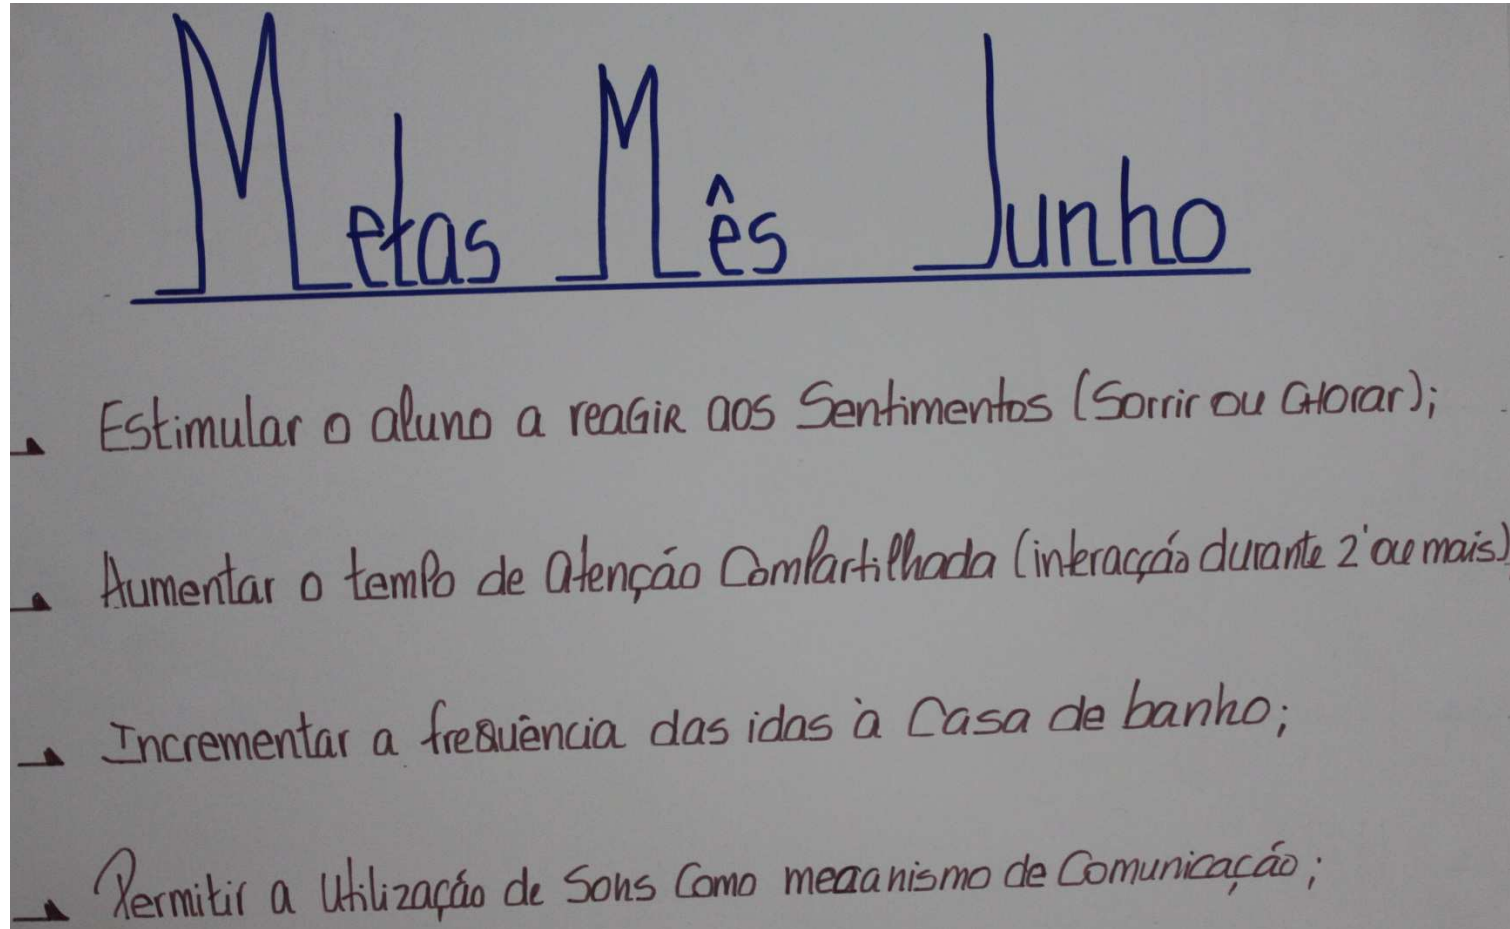 Metas Mês Junho
Estimular o aluno a reaGiR aos Sentimentos (Sorrir ou CHorar);
Aumentar o tempo de Atenção Compartilhada (interacção durante 2' ou mais)
Incrementar a freQuência das idas à Casa de banho;
Permitir a Utilização de Sons Como mecanismo de Comunicação;